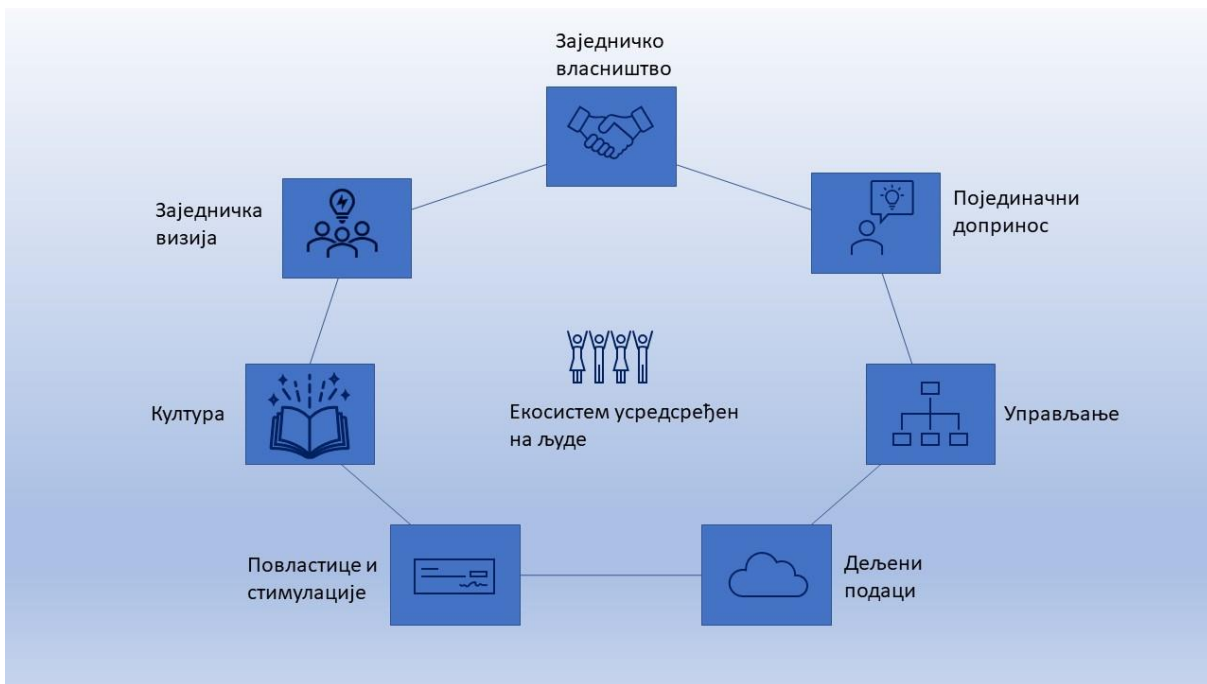 Заједничко
власништво
Заједничка
визија
Појединачни
допринос
Култура
Екосистем усредсређен
на људе
Управљање
Повластице и
стимулације
Дељени
подаци